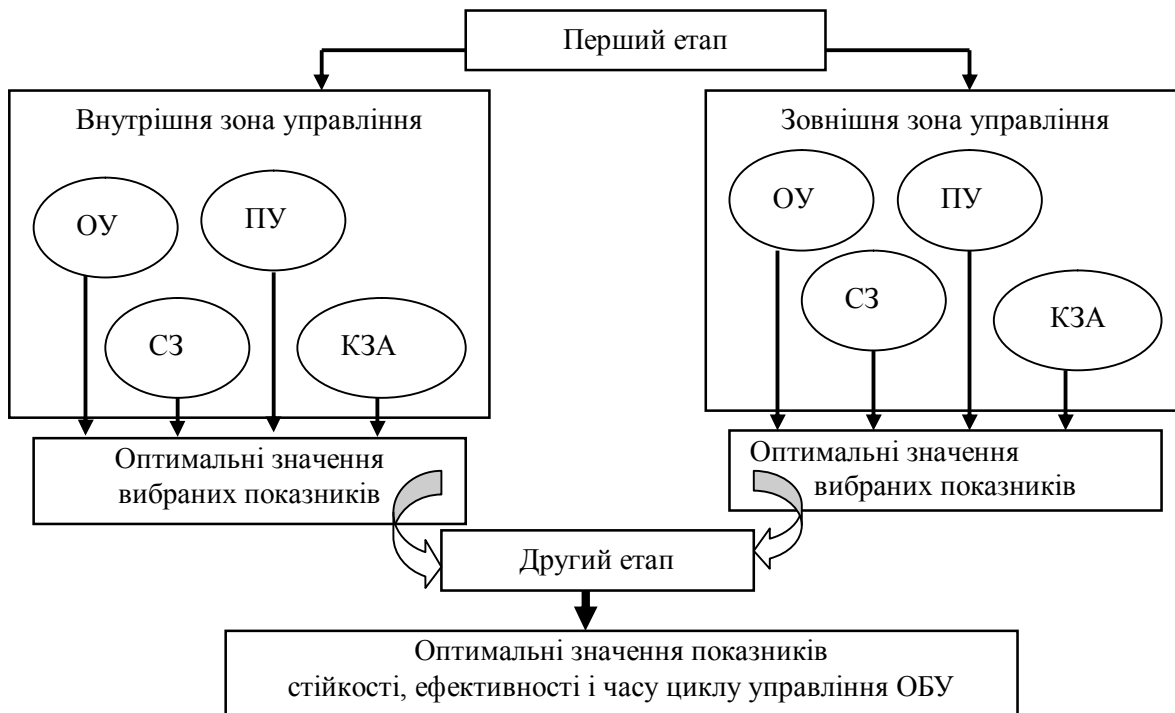 Перший етап
Внутрішня зона управління
ОУ
ПУ
СЗ
КЗА
Оптимальні значення
вибраних показників
Зовнішня зона управління
ОУ
ПУ
СЗ
КЗА
Оптимальні значення
вибраних показників
Другий етап
Оптимальні значення показників
стійкості, ефективності і часу циклу управління ОБУ